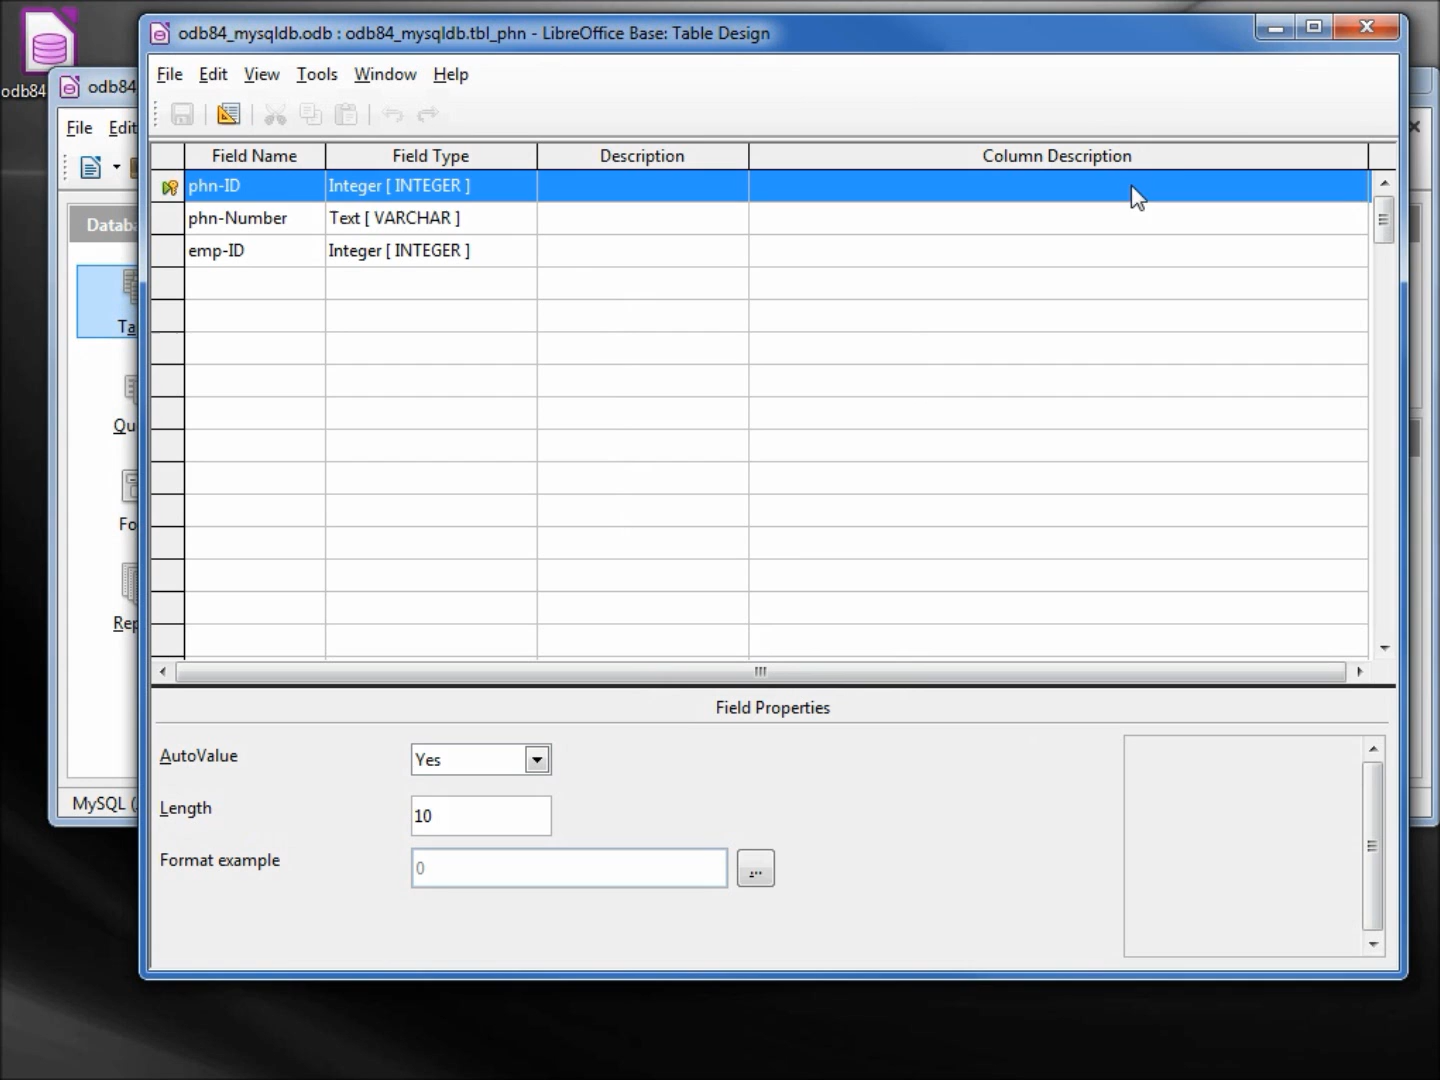 odb84_mysqldb.odb : odb84_mysqldb.tbl_phn - LibreOffice Base: Table Design
File Edit View Tools Window Help
Field Name Field Type Description Column Description
phn-ID Integer [ INTEGER ]
phn-Number Text [ VARCHAR ]
emp-ID Integer [ INTEGER ]
Field Properties
AutoValue Yes
Length 10
Format example 0 ...
odb84
odb84
File Edit
Databa
Ta
Qu
Fo
Rep
MySQL (